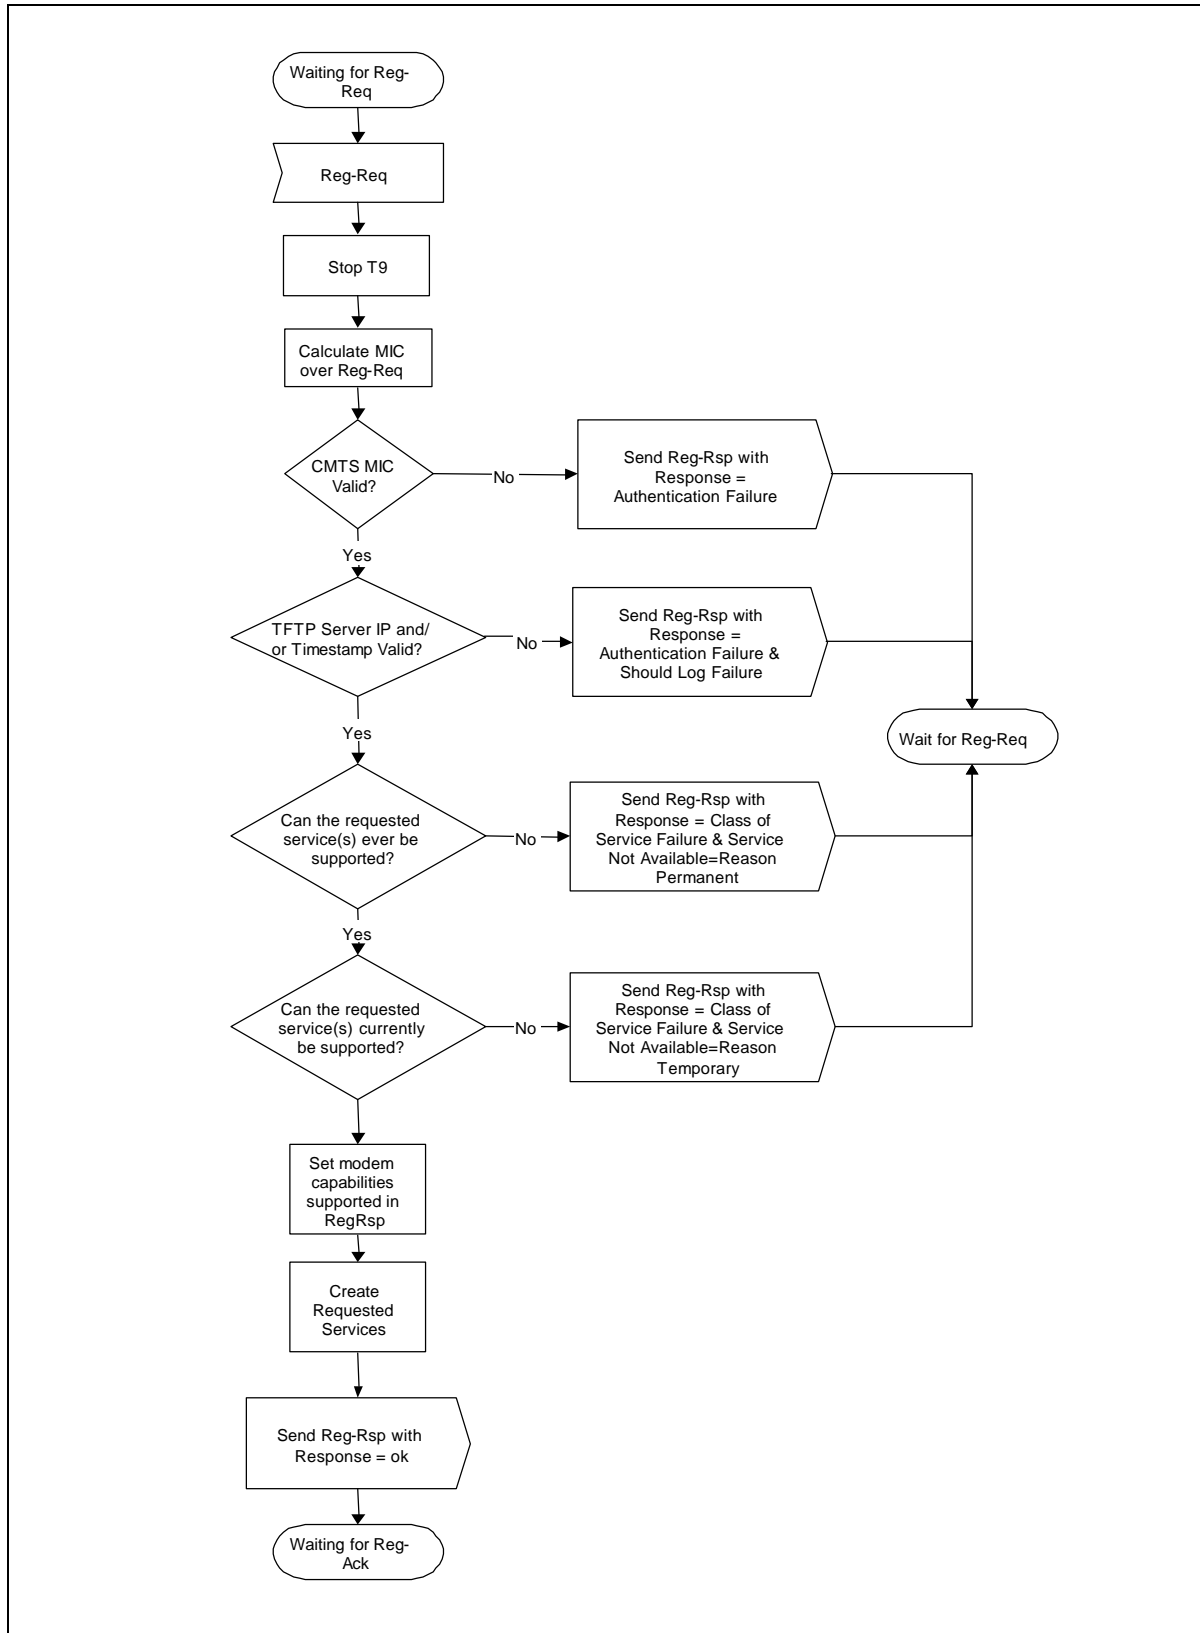 Waiting for Reg-
Req
Reg-Req
Stop T9
Calculate MIC
over Reg-Req
CMTS MIC
Valid?
No
Send Reg-Rsp with
Response =
Authentication Failure
Yes
TFTP Server IP and/
or Timestamp Valid?
No
Send Reg-Rsp with
Response =
Authentication Failure &
Should Log Failure
Yes
Wait for Reg-Req
Can the requested
service(s) ever be
supported?
No
Send Reg-Rsp with
Response = Class of
Service Failure & Service
Not Available=Reason
Permanent
Yes
Can the requested
service(s) currently
be supported?
No
Send Reg-Rsp with
Response = Class of
Service Failure & Service
Not Available=Reason
Temporary
Set modem
capabilities
supported in
RegRsp
Create
Requested
Services
Send Reg-Rsp with
Response = ok
Waiting for Reg-
Ack